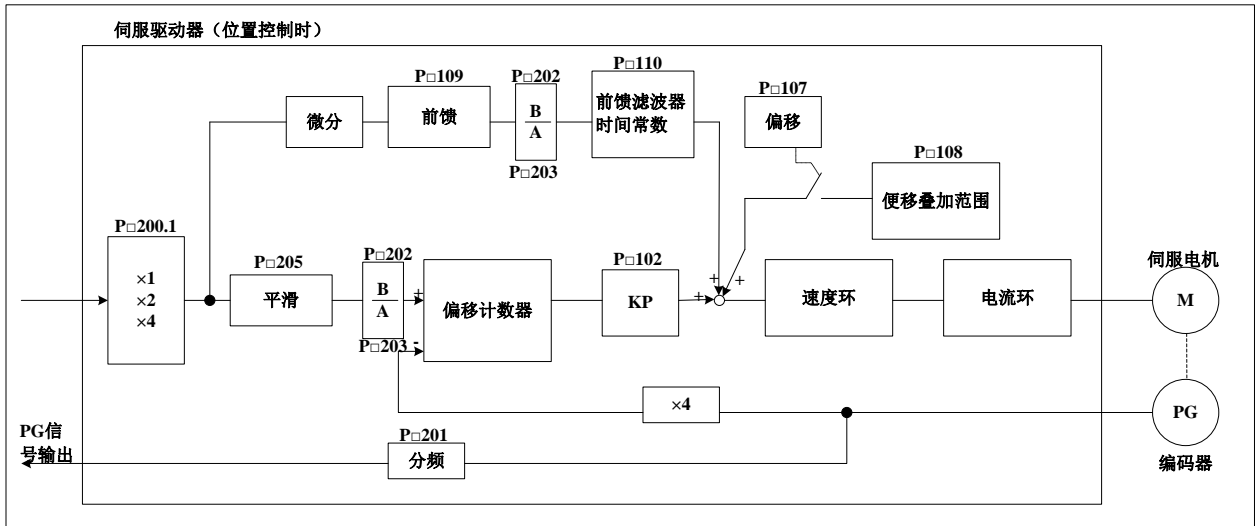 伺服驱动器（位置控制时）
P□109
P□202
P□110
微分
前馈
B
A
前馈滤波器
时间常数
P□203
P□107
偏移
P□108
便移叠加范围
P□200.1
×1
×2
×4
P□205
平滑
P□202
B
A
P□203
+
-
偏移计数器
P□102
KP
+
+
+
速度环
电流环
伺服电机
M
×4
PG
编码器
PG信
号输出
P□201
分频